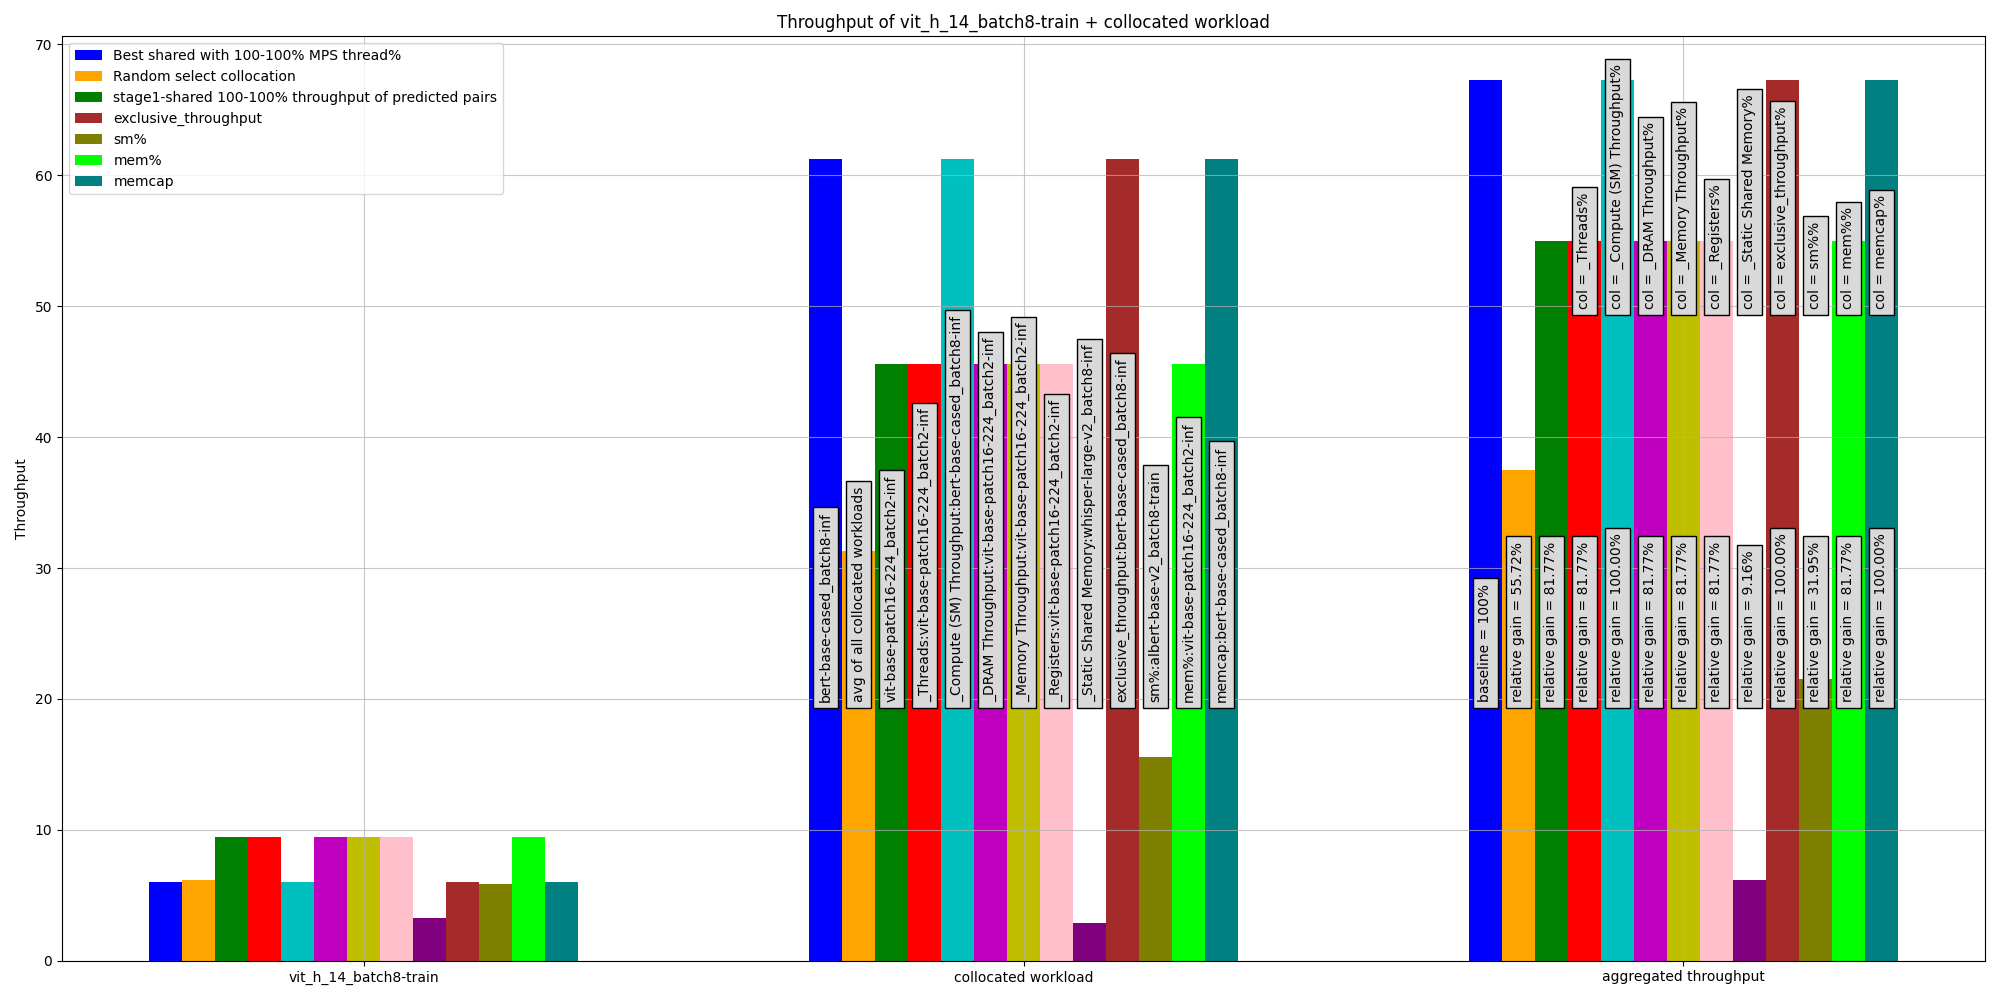 Throughput of vit_h_14_batch8-train + collocated workload
Best shared with 100-100% MPS thread%
Random select collocation
stage1-shared 100-100% throughput of predicted pairs
exclusive_throughput
sm%
mem%
memcap
Throughput
70
60
50
40
30
20
10
0
bert-base-cased_batch8-inf
avg of all collocated workloads
vit-base-patch16-224_batch2-inf
_Threads:vit-base-patch16-224_batch2-inf
_Compute (SM) Throughput:bert-base-cased_batch8-inf
_DRAM Throughput:vit-base-patch16-224_batch2-inf
_Memory Throughput:vit-base-patch16-224_batch2-inf
_Registers:vit-base-patch16-224_batch2-inf
_Static Shared Memory:whisper-large-v2_batch8-inf
exclusive_throughput:bert-base-cased_batch8-inf
sm%:albert-base-v2_batch8-train
mem%:vit-base-patch16-224_batch2-inf
memcap:bert-base-cased_batch8-inf
col = _Threads%
col = _Compute (SM) Throughput%
col = _DRAM Throughput%
col = _Memory Throughput%
col = _Registers%
col = _Static Shared Memory%
col = exclusive_throughput%
col = sm%%
col = mem%%
col = memcap%
baseline = 100%
relative gain = 55.72%
relative gain = 81.77%
relative gain = 81.77%
relative gain = 100.00%
relative gain = 81.77%
relative gain = 81.77%
relative gain = 81.77%
relative gain = 9.16%
relative gain = 100.00%
relative gain = 31.95%
relative gain = 81.77%
relative gain = 100.00%
vit_h_14_batch8-train
collocated workload
aggregated throughput